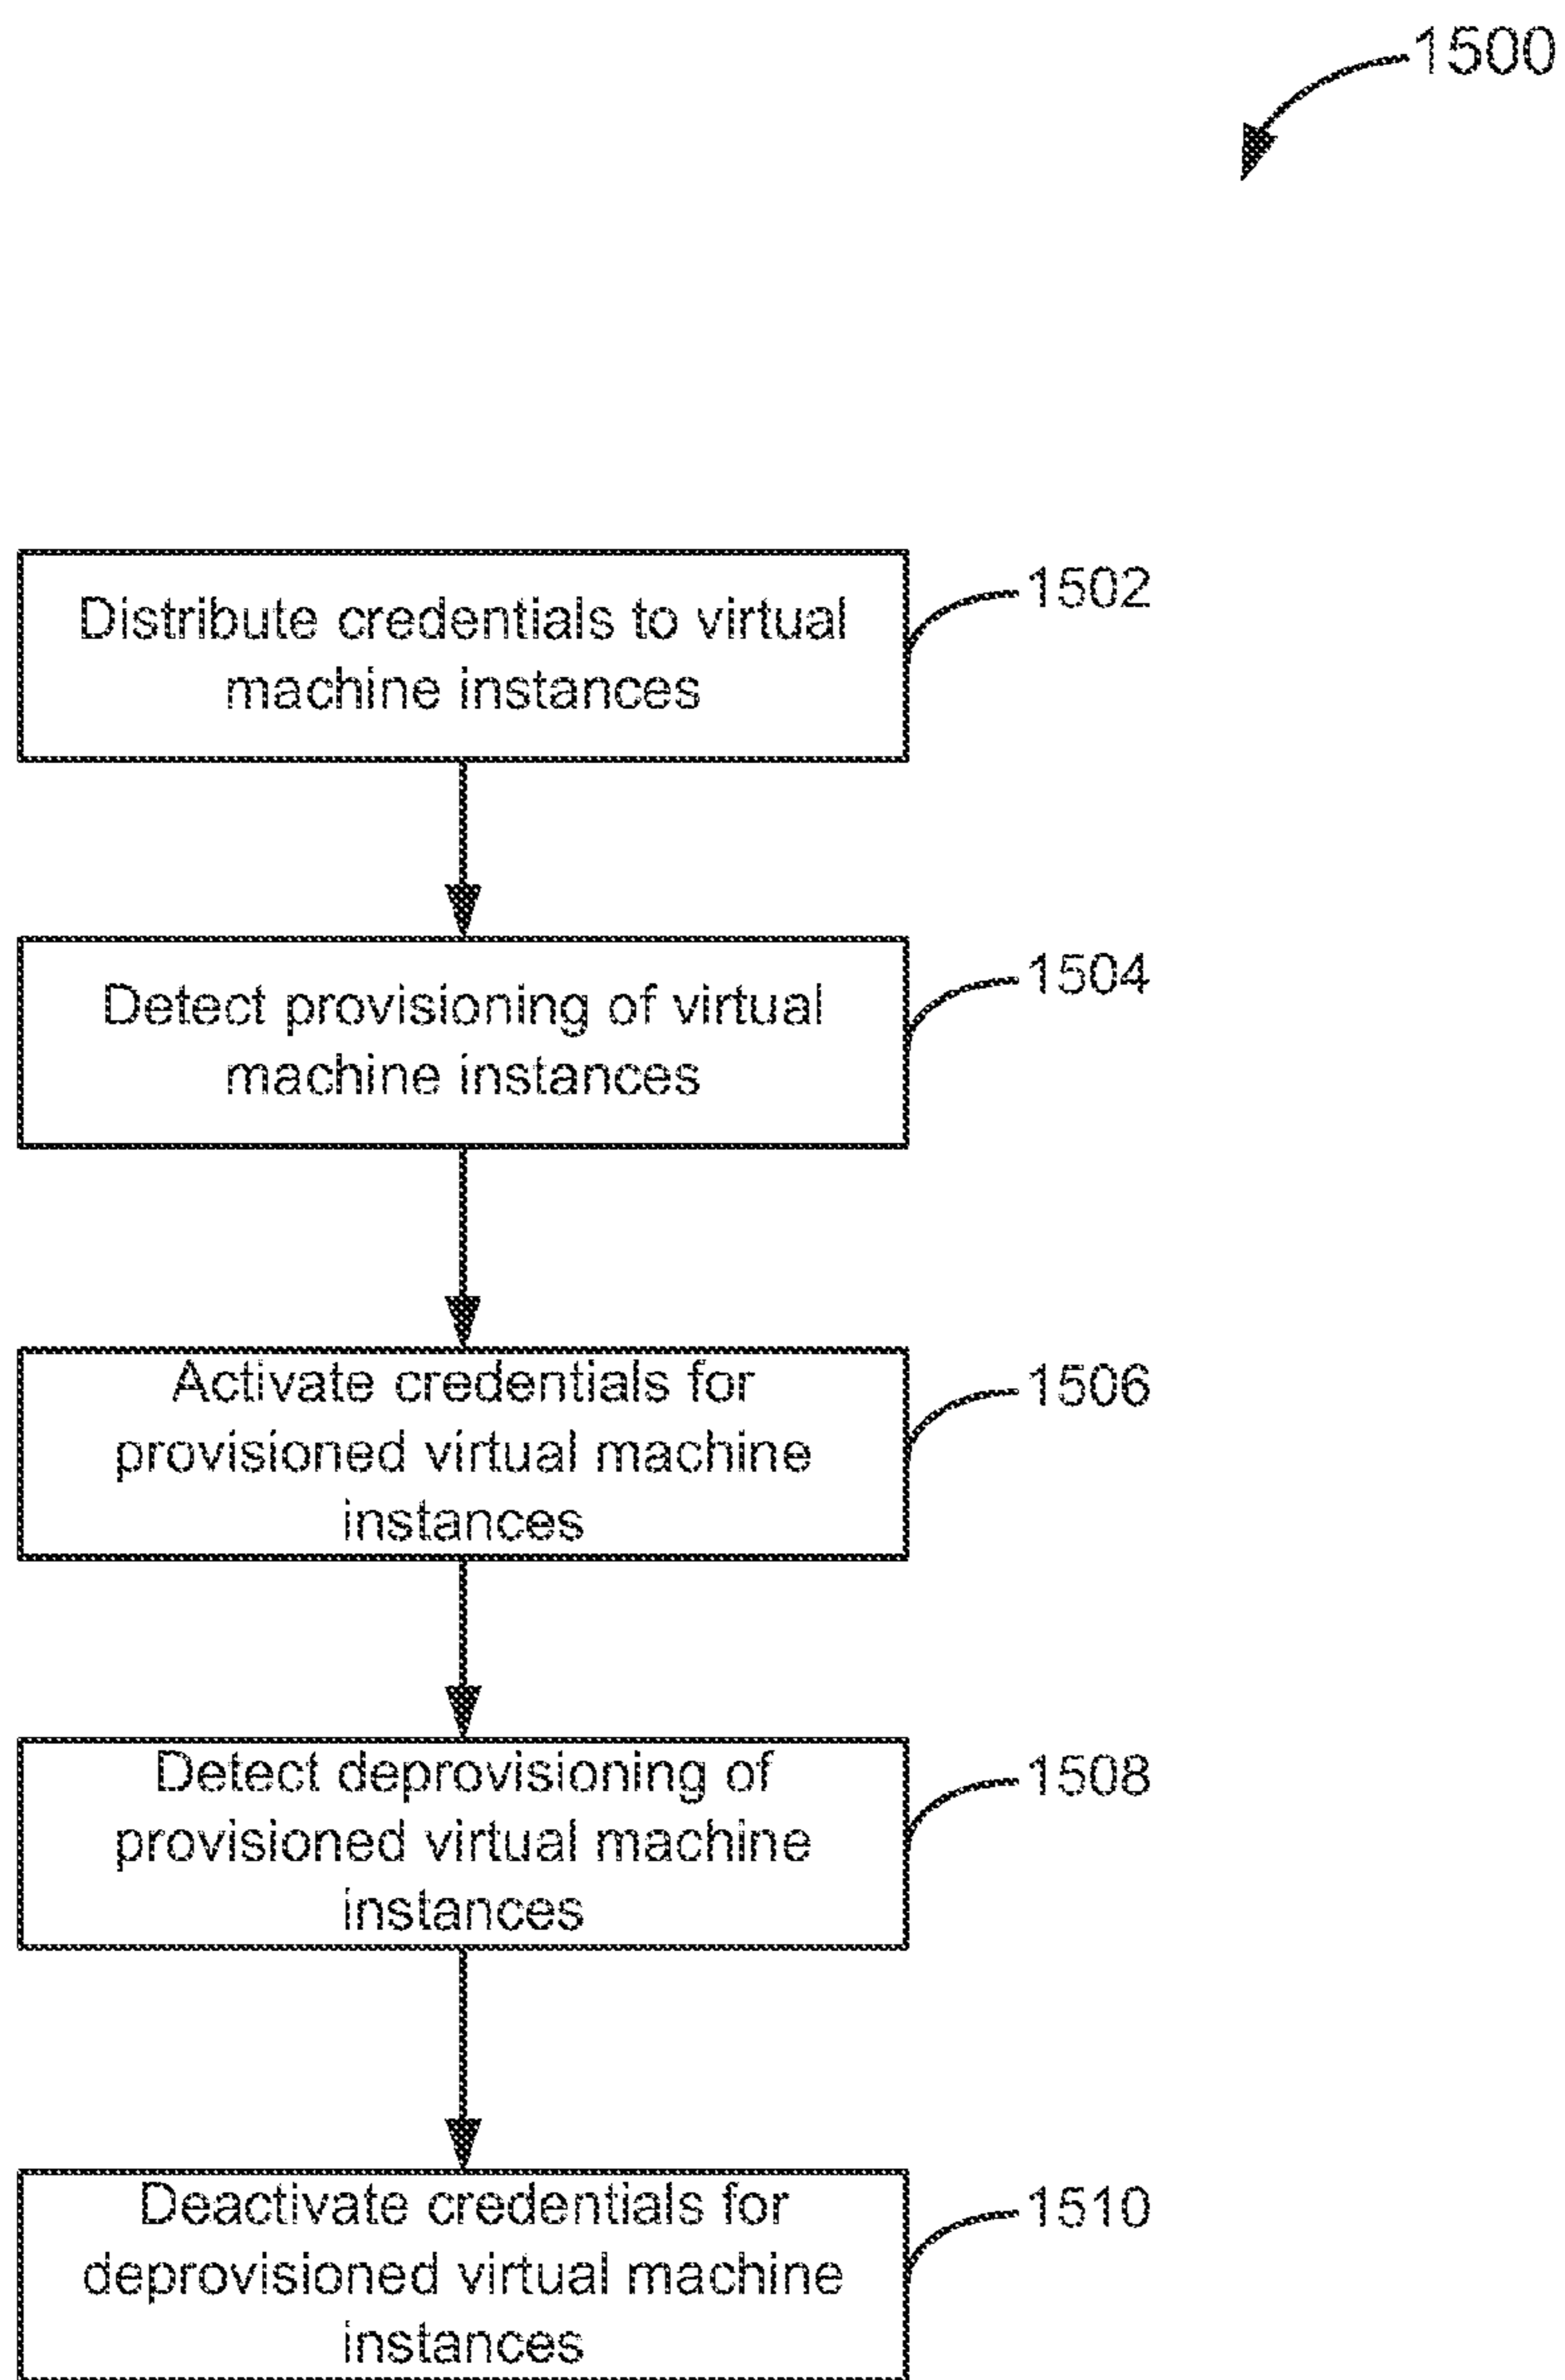 1500
Distribute credentials to virtual
machine instances
1502
Detect provisioning of virtual
machine instances
1504
Activate credentials for
provisioned virtual machine
instances
1506
Detect deprovisioning of
provisioned virtual machine
instances
1508
Deactivate credentials for
deprovisioned virtual machine
instances
1510